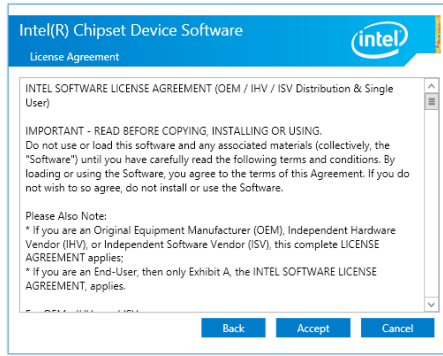 Intel(R) Chipset Device Software
License Agreement
intel
INTEL SOFTWARE LICENSE AGREEMENT (OEM / IHV / ISV Distribution & Single
User)
IMPORTANT - READ BEFORE COPYING, INSTALLING OR USING.
Do not use or load this software and any associated materials (collectively, the
"Software") until you have carefully read the following terms and conditions. By
loading or using the Software, you agree to the terms of this Agreement. If you do
not wish to so agree, do not install or use the Software.
Please Also Note:
* If you are an Original Equipment Manufacturer (OEM), Independent Hardware
Vendor (IHV), or Independent Software Vendor (ISV), this complete LICENSE
AGREEMENT applies;
* If you are an End-User, then only Exhibit A, the INTEL SOFTWARE LICENSE
AGREEMENT, applies.
Back Accept Cancel